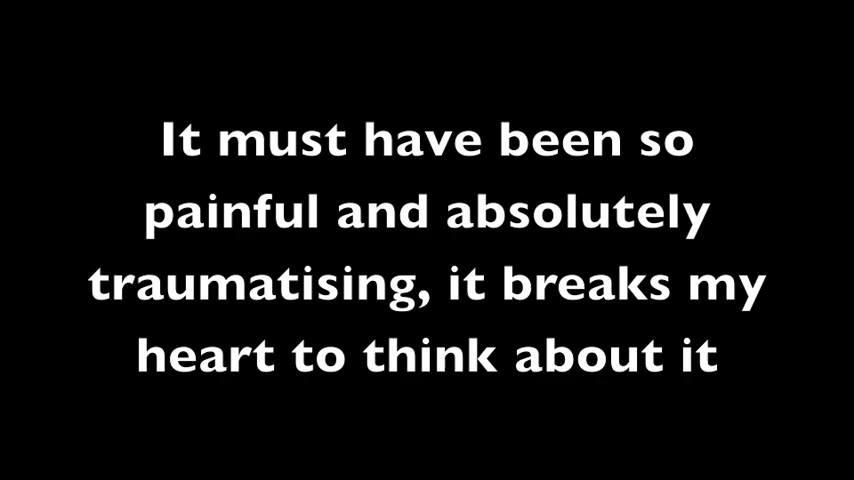 It must have been so
painful and absolutely
traumatising, it breaks my
heart to think about it